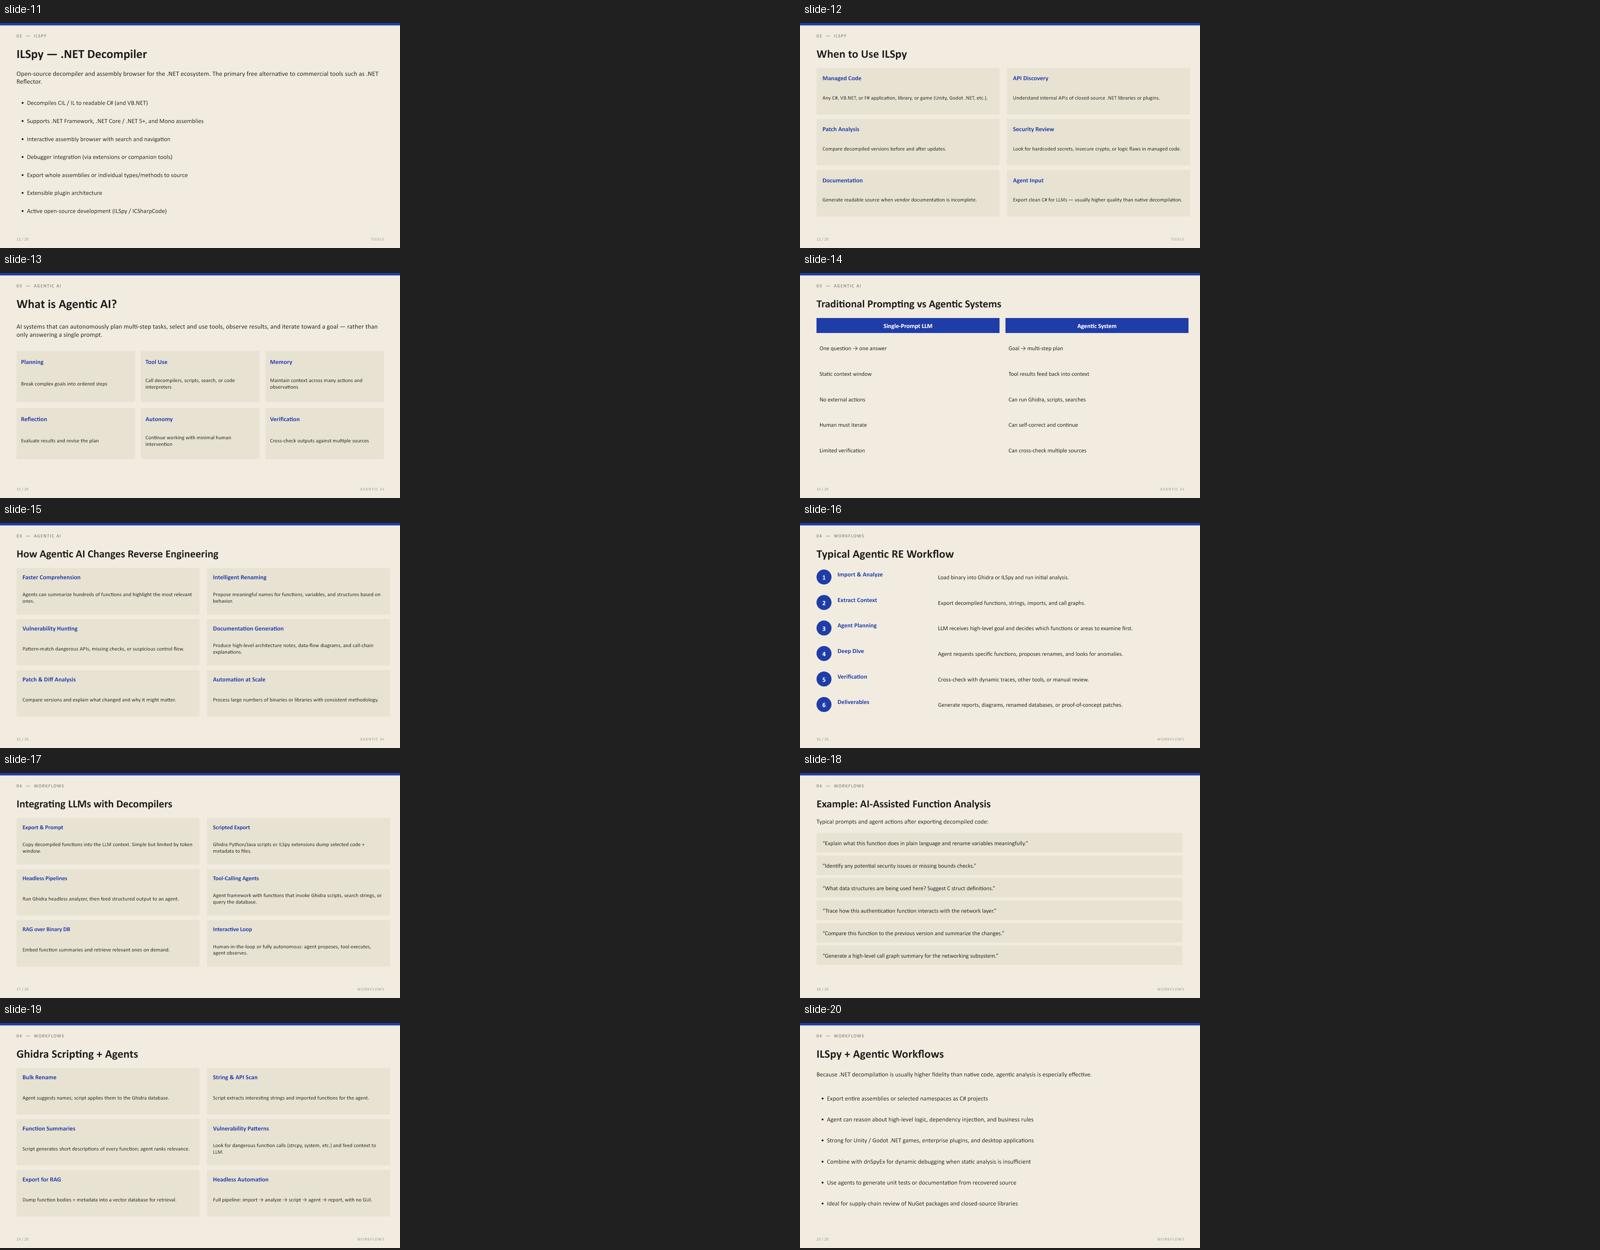 slide-11
02 — ILSPY
ILSpy — .NET Decompiler
Open-source decompiler and assembly browser for the .NET ecosystem. The primary free alternative to commercial tools such as .NET
Reflector.
• Decompiles CIL / IL to readable C# (and VB.NET)
• Supports .NET Framework, .NET Core / .NET 5+, and Mono assemblies
• Interactive assembly browser with search and navigation
• Debugger integration (via extensions or companion tools)
• Export whole assemblies or individual types/methods to source
• Extensible plugin architecture
• Active open-source development (ILSpy / ICSharpCode)
TOOLS
slide-12
02 — ILSPY
When to Use ILSpy
Managed Code
Any C#, VB.NET, or F# application, library, or game (Unity, Godot .NET, etc.).
API Discovery
Understand internal APIs of closed-source .NET libraries or plugins.
Patch Analysis
Compare decompiled versions before and after updates.
Security Review
Look for hardcoded secrets, insecure crypto, or logic flaws in managed code.
Documentation
Generate readable source when vendor documentation is incomplete.
Agent Input
Export clean C# for LLMs — usually higher quality than native decompilation.
TOOLS
slide-13
03 — AGENTIC AI
What is Agentic AI?
AI systems that can autonomously plan multi-step tasks, select and use tools, observe results, and iterate toward a goal — rather than
only answering a single prompt.
Planning
Break complex goals into ordered steps
Tool Use
Call decompilers, scripts, search, or code
interpreters
Memory
Maintain context across many actions and
observations
Reflection
Evaluate results and revise the plan
Autonomy
Continue working with minimal human
intervention
Verification
Cross-check outputs against multiple sources
AGENTIC AI
slide-14
03 — AGENTIC AI
Traditional Prompting vs Agentic Systems
Single-Prompt LLM
Agentic System
One question → one answer
Goal → multi-step plan
Static context window
Tool results feed back into context
No external actions
Can run Ghidra, scripts, searches
Human must iterate
Can self-correct and continue
Limited verification
Can cross-check multiple sources
AGENTIC AI
slide-15
03 — AGENTIC AI
How Agentic AI Changes Reverse Engineering
Faster Comprehension
Agents can summarize hundreds of functions and highlight the most relevant
ones.
Intelligent Renaming
Propose meaningful names for functions, variables, and structures based on
behavior.
Vulnerability Hunting
Pattern-match dangerous APIs, missing checks, or suspicious control flow.
Documentation Generation
Produce high-level architecture notes, data-flow diagrams, and call-chain
explanations.
Patch & Diff Analysis
Compare versions and explain what changed and why it might matter.
Automation at Scale
Process large numbers of binaries or libraries with consistent methodology.
AGENTIC AI
slide-16
04 — WORKFLOWS
Typical Agentic RE Workflow
1 Import & Analyze
Load binary into Ghidra or ILSpy and run initial analysis.
2 Extract Context
Export decompiled functions, strings, imports, and call graphs.
3 Agent Planning
LLM receives high-level goal and decides which functions or areas to examine first.
4 Deep Dive
Agent requests specific functions, proposes renames, and looks for anomalies.
5 Verification
Cross-check with dynamic traces, other tools, or manual review.
6 Deliverables
Generate reports, diagrams, renamed databases, or proof-of-concept patches.
WORKFLOWS
slide-17
04 — WORKFLOWS
Integrating LLMs with Decompilers
Export & Prompt
Copy decompiled functions into the LLM context. Simple but limited by token
window.
Scripted Export
Ghidra Python/Java scripts or ILSpy extensions dump selected code +
metadata to files.
Headless Pipelines
Run Ghidra headless analyzer, then feed structured output to an agent.
Tool-Calling Agents
Agent framework with functions that invoke Ghidra scripts, search strings, or
query the database.
RAG over Binary DB
Embed function summaries and retrieve relevant ones on demand.
Interactive Loop
Human-in-the-loop or fully autonomous: agent proposes, tool executes,
agent observes.
WORKFLOWS
slide-18
04 — WORKFLOWS
Example: AI-Assisted Function Analysis
Typical prompts and agent actions after exporting decompiled code:
"Explain what this function does in plain language and rename variables meaningfully."
"Identify any potential security issues or missing bounds checks."
"What data structures are being used here? Suggest C struct definitions."
"Trace how this authentication function interacts with the network layer."
"Compare this function to the previous version and summarize the changes."
"Generate a high-level call graph summary for the networking subsystem."
WORKFLOWS
slide-19
04 — WORKFLOWS
Ghidra Scripting + Agents
Bulk Rename
Agent suggests names; script applies them to the Ghidra database.
String & API Scan
Script extracts interesting strings and imported functions for the agent.
Function Summaries
Script generates short descriptions of every function; agent ranks relevance.
Vulnerability Patterns
Look for dangerous function calls (strcpy, system, etc.) and feed context to
LLM.
Export for RAG
Dump function bodies + metadata into a vector database for retrieval.
Headless Automation
Full pipeline: import → analyze → script → agent → report, with no GUI.
WORKFLOWS
slide-20
04 — WORKFLOWS
ILSpy + Agentic Workflows
Because .NET decompilation is usually higher fidelity than native code, agentic analysis is especially effective.
• Export entire assemblies or selected namespaces as C# projects
• Agent can reason about high-level logic, dependency injection, and business rules
• Strong for Unity / Godot .NET games, enterprise plugins, and desktop applications
• Combine with dnSpyEx for dynamic debugging when static analysis is insufficient
• Use agents to generate unit tests or documentation from recovered source
• Ideal for supply-chain review of NuGet packages and closed-source libraries
WORKFLOWS